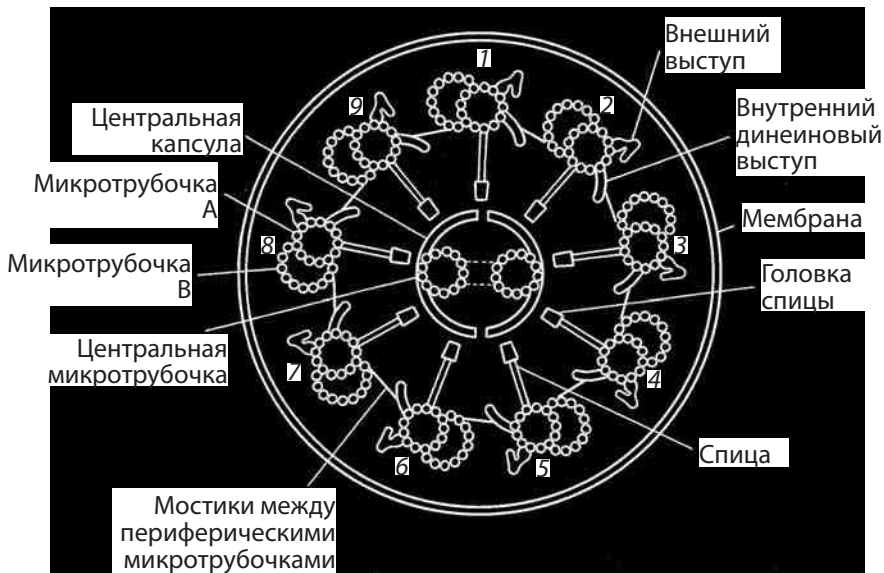 Внешний
выступ
1
2
9
Центральная
капсула
Внутренний
динеиновый
выступ
Микротрубочка
А
8
3
Мембрана
Микротрубочка
В
Головка
спицы
Центральная
микротрубочка
7
4
6
5
Спица
Мостики между
периферическими
микротрубочками